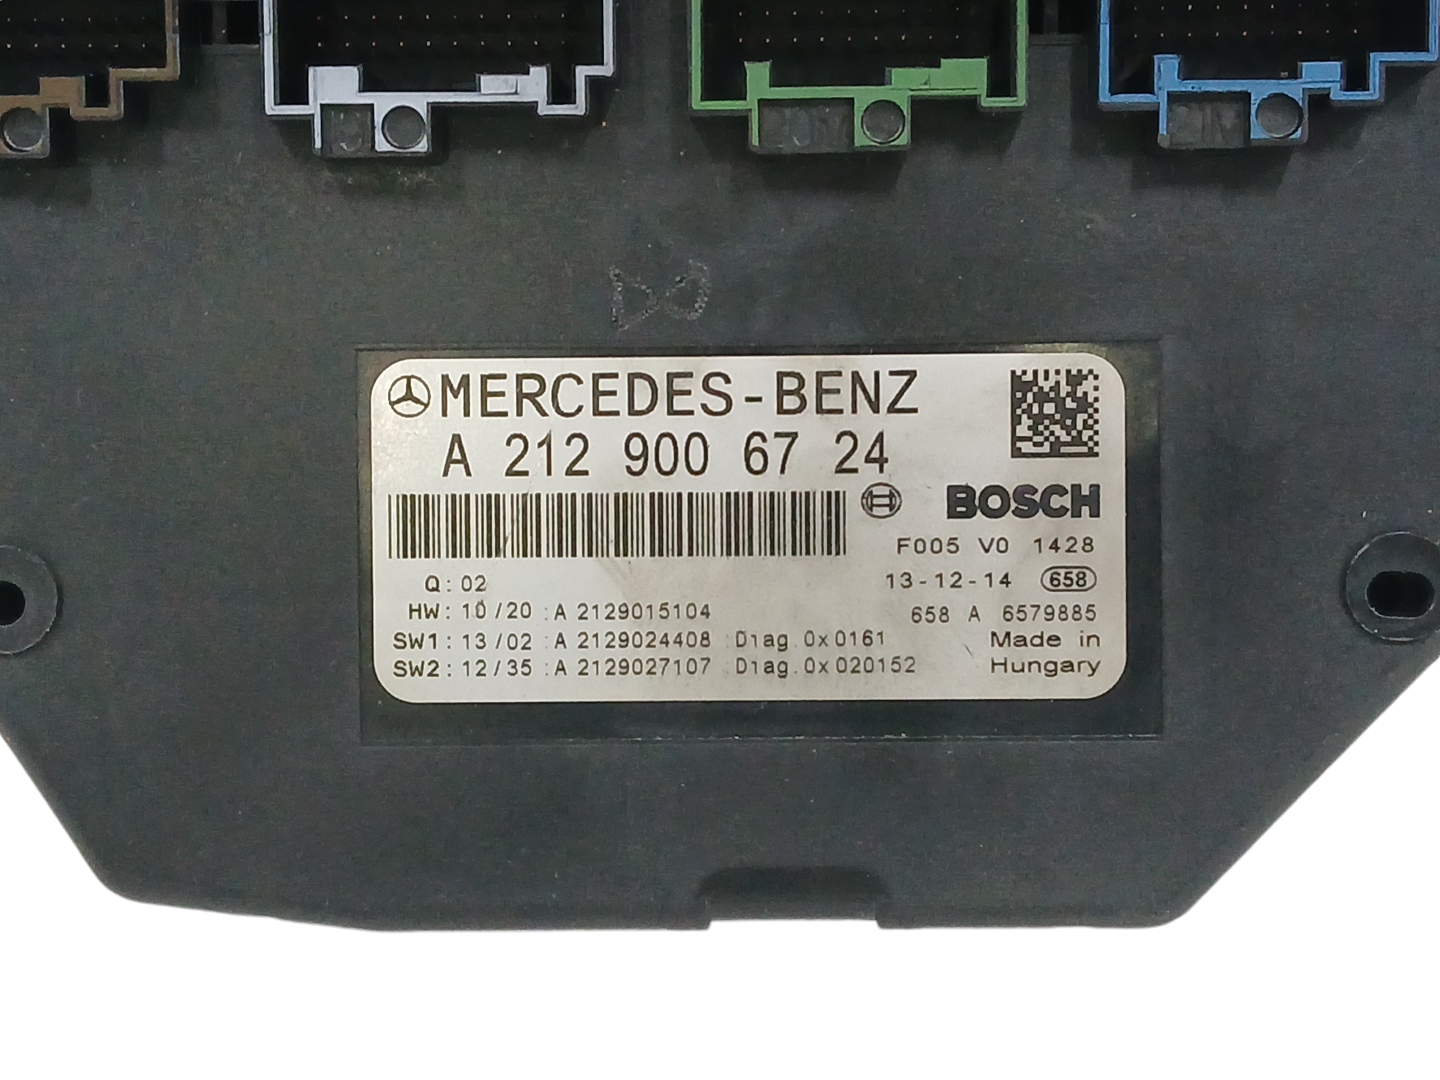 MERCEDES-BENZ
A 212 900 67 24
BOSCH
F005 V0 1428
Q: 02
13-12-14 658
HW: 10/20 :A 2129015104
658 A 6579885
SW1: 13/02 :A 2129024408 Diag.0x0161
Made in
SW2: 12/35 :A 2129027107 Diag.0x020152
Hungary